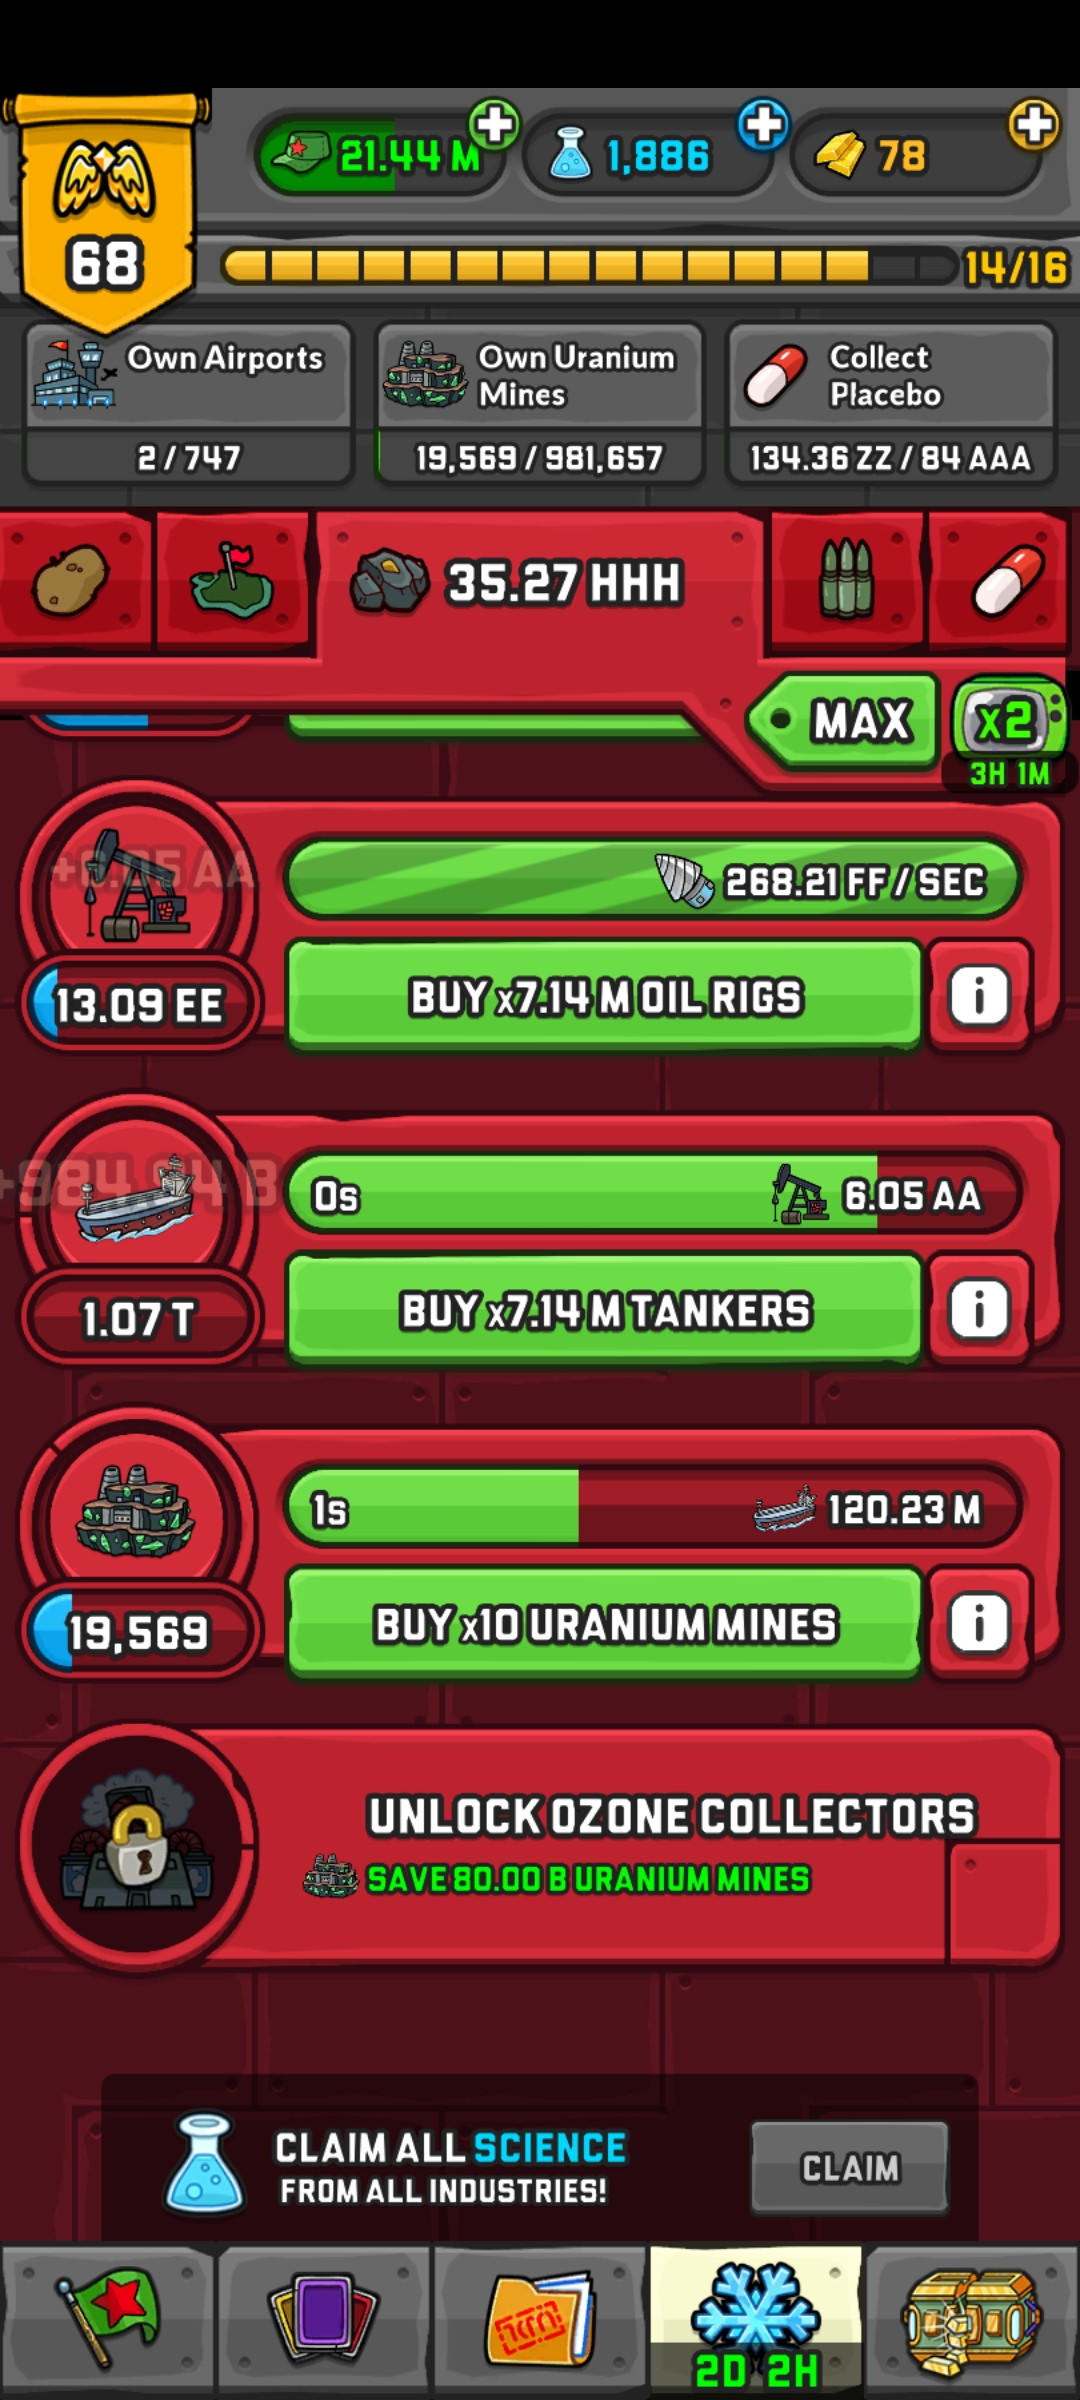 21.44 M
1,886
78
68
14/16
Own Airports
2 / 747
Own Uranium
Mines
19,569 / 981,657
Collect
Placebo
134.36 ZZ / 84 AAA
35.27 HHH
MAX
x2
3H 1M
+6.05 AA
268.21 FF / SEC
13.09 EE
BUY x7.14 M OIL RIGS
i
0s
6.05 AA
1.07 T
BUY x7.14 M TANKERS
i
1s
120.23 M
19,569
BUY x10 URANIUM MINES
i
UNLOCK OZONE COLLECTORS
SAVE 80.00 B URANIUM MINES
CLAIM ALL SCIENCE
FROM ALL INDUSTRIES!
CLAIM
2D 2H